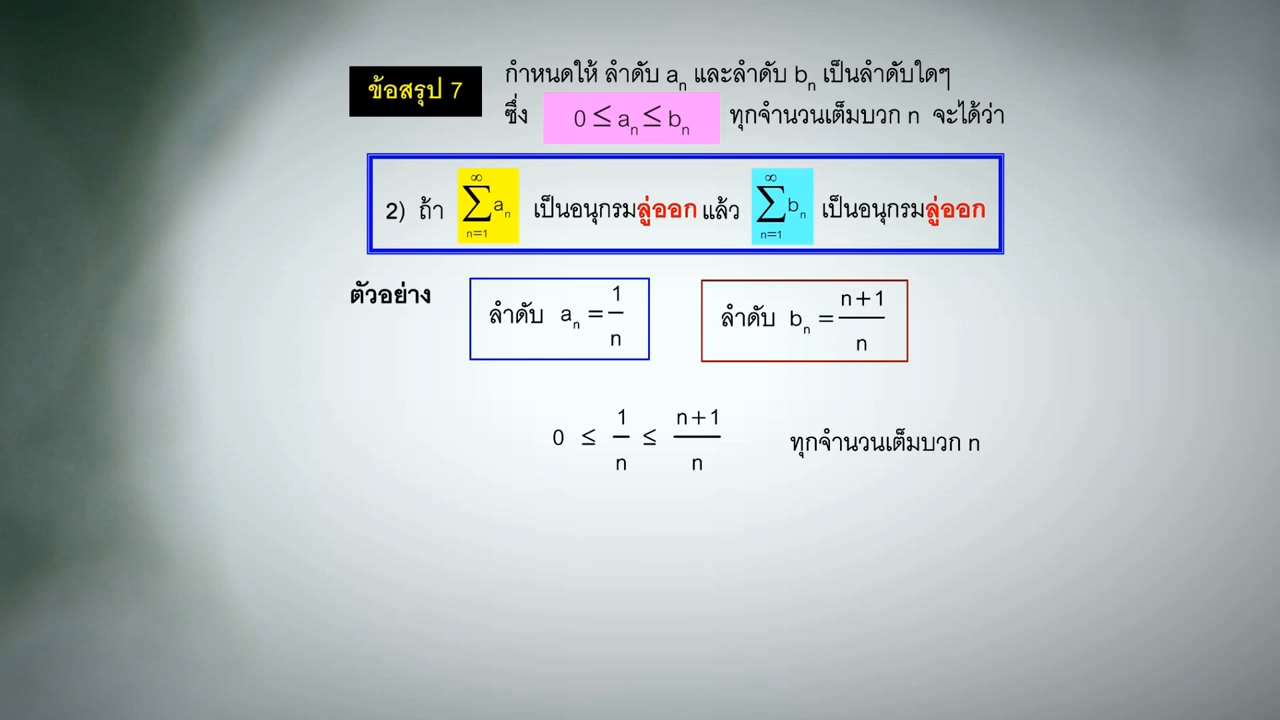 ข้อสรุป 7
กำหนดให้ ลำดับ aₙ และลำดับ bₙ เป็นลำดับใดๆ
ซึ่ง 0 ≤ aₙ ≤ bₙ ทุกจำนวนเต็มบวก n จะได้ว่า
2) ถ้า ∑_{n=1}^{∞} aₙ เป็นอนุกรมลู่ออก แล้ว ∑_{n=1}^{∞} bₙ เป็นอนุกรมลู่ออก
ตัวอย่าง
ลำดับ aₙ = 1/n
ลำดับ bₙ = (n+1)/n
0 ≤ 1/n ≤ (n+1)/n ทุกจำนวนเต็มบวก n